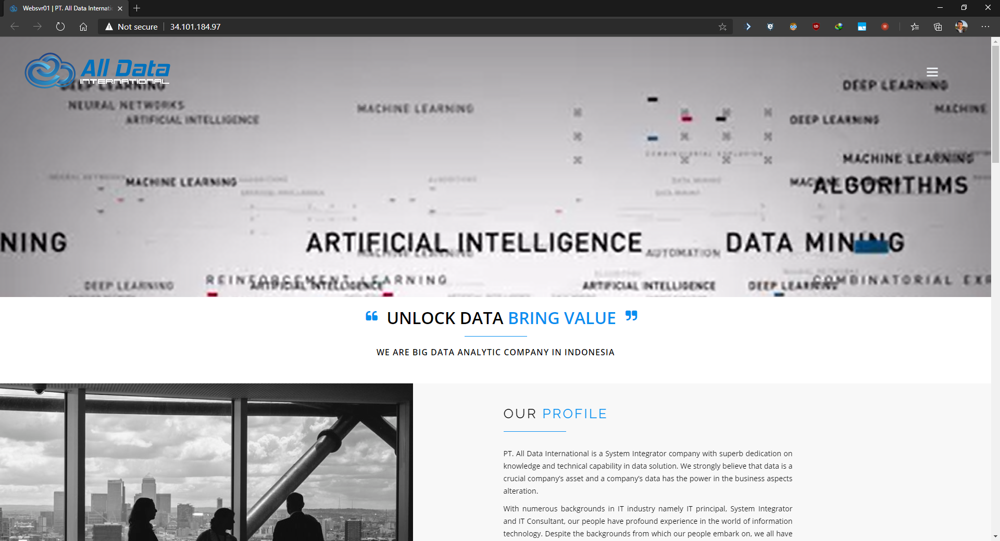 Websvr01 | PT. All Data Internatio
Not secure
34.101.184.97
All Data
INTERNATIONAL
DEEP LEARNING
DEEP LEARNING
NEURAL NETWORKS
MACHINE LEARNING
MACHINE
ARTIFICIAL INTELLIGENCE
DEEP LEARNING
MACHINE LEARNING
MACHINE LEARNING
ALGORITHMS
NING
ARTIFICIAL INTELLIGENCE
DATA MINING
MACHINE LEARNING
AUTOMATION
REINFORCEMENT LEARNING
COMBINATORIAL EXP
DEEP LEARNING
ARTIFICIAL INTELLIGENCE
ARTIFICIAL INTELLIGENCE
DEEP LEARNING
“ UNLOCK DATA BRING VALUE ”
WE ARE BIG DATA ANALYTIC COMPANY IN INDONESIA
OUR PROFILE
PT. All Data International is a System Integrator company with superb dedication on
knowledge and technical capability in data solution. We strongly believe that data is a
crucial company’s asset and a company’s data has the power in the business aspects
alteration.
With numerous backgrounds in IT industry namely IT principal, System Integrator
and IT Consultant, our people have profound experience in the world of information
technology. Despite the backgrounds from which our people embark on, we all have